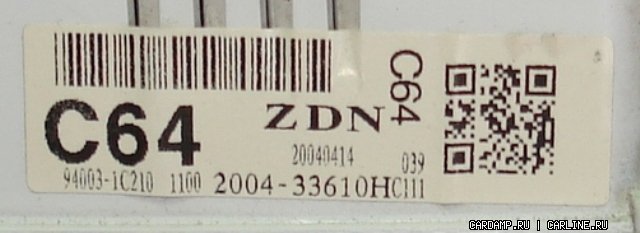 C64 ZDN C64
20040414 039
94003-1C210 1100 2004-33610HC111
CARDAMP.RU | CARLINE.RU